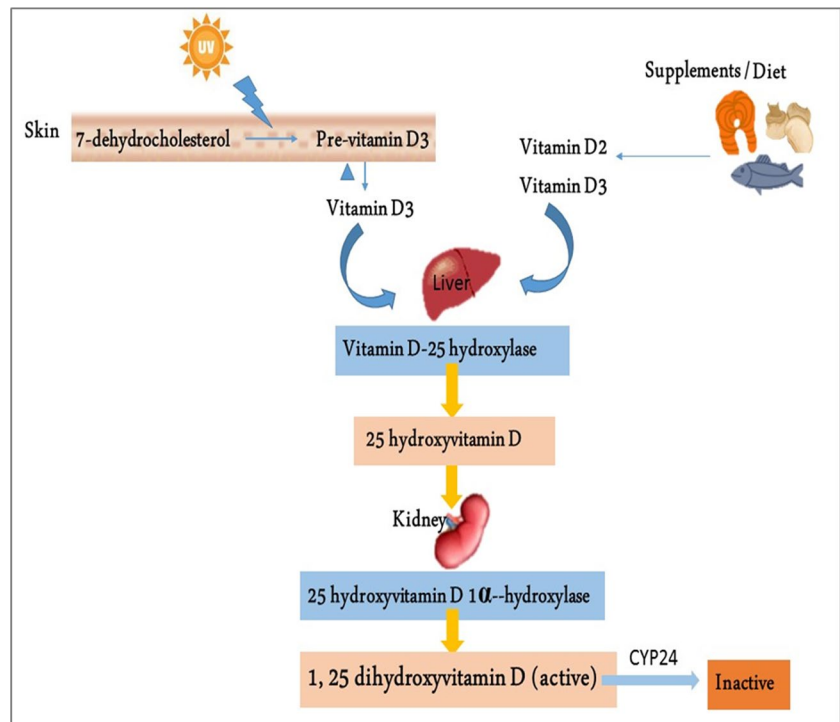 UV
Supplements / Diet
Skin
7-dehydrocholesterol
Pre-vitamin D3
Vitamin D2
Vitamin D3
Vitamin D3
Liver
Vitamin D-25 hydroxylase
25 hydroxyvitamin D
Kidney
25 hydroxyvitamin D 1α--hydroxylase
1, 25 dihydroxyvitamin D (active)
CYP24
Inactive